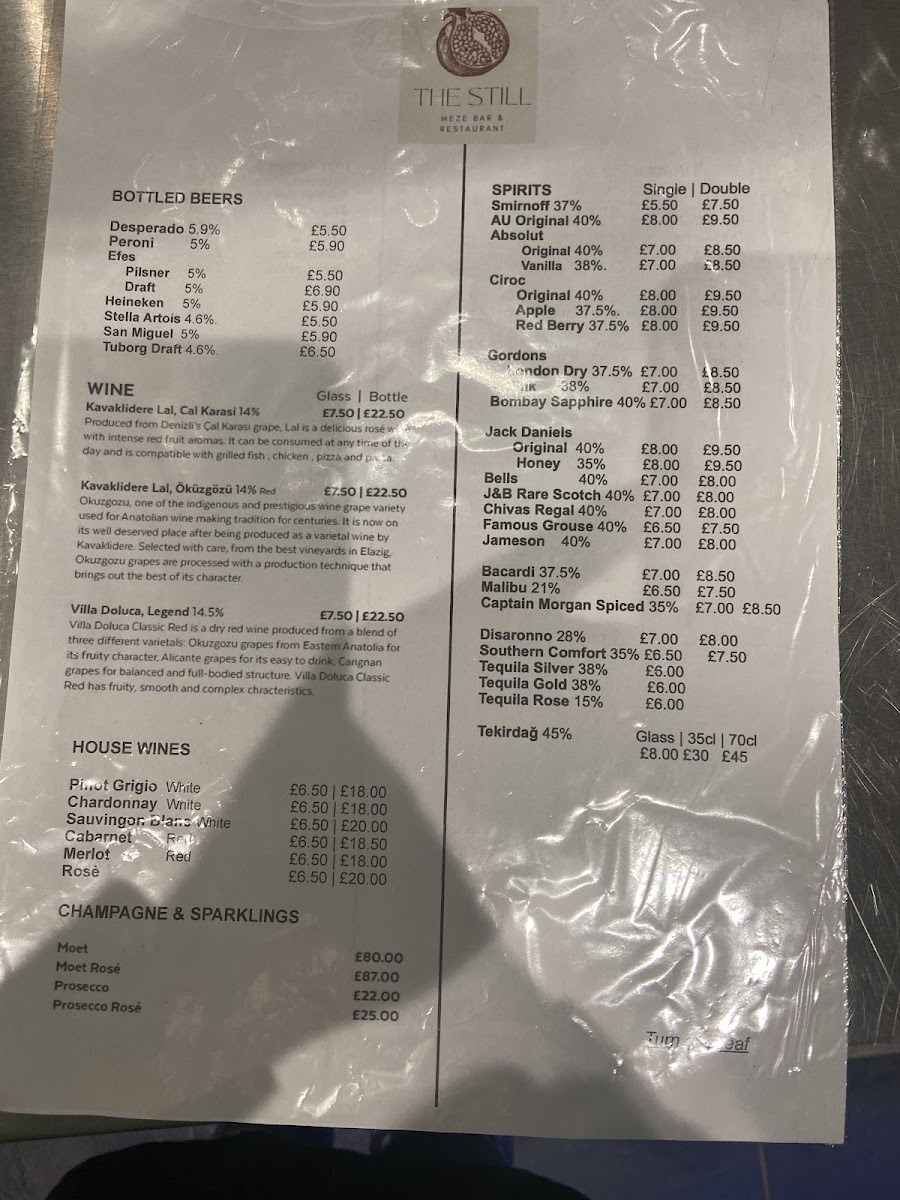 THE STILL
MEZE BAR &
RESTAURANT
BOTTLED BEERS
Desperado 5.9% £5.50
Peroni 5% £5.90
Efes
Pilsner 5% £5.50
Draft 5% £6.90
Heineken 5% £5.90
Stella Artois 4.6%. £5.50
San Miguel 5% £5.90
Tuborg Draft 4.6%. £6.50
WINE Glass | Bottle
Kavaklidere Lal, Cal Karasi 14% £7.50 | £22.50
Produced from Denizli's Çal Karası grape, Lal is a delicious rosé
with intense red fruit aromas. It can be consumed at any time of the
day and is compatible with grilled fish , chicken , pizza and
Kavaklidere Lal, Öküzgözü 14% Red £7.50 | £22.50
Okuzgozu, one of the indigenous and prestigious wine grape variety
used for Anatolian wine making tradition for centuries. It is now on
its well deserved place after being produced as a varietal wine by
Kavaklidere. Selected with care, from the best vineyards in Elazig,
Okuzgozu grapes are processed with a production technique that
brings out the best of its character.
Villa Doluca, Legend 14.5% £7.50 | £22.50
Villa Doluca Classic Red is a dry red wine produced from a blend of
three different varietals: Okuzgozu grapes from Eastern Anatolia for
its fruity character, Alicante grapes for its easy to drink, Carignan
grapes for balanced and full-bodied structure. Villa Doluca Classic
Red has fruity, smooth and complex chracteristics.
HOUSE WINES
Pinot Grigio White £6.50 | £18.00
Chardonnay White £6.50 | £18.00
Sauvingon Blanc White £6.50 | £20.00
Cabarnet Red £6.50 | £18.50
Merlot Red £6.50 | £18.00
Rosè £6.50 | £20.00
CHAMPAGNE & SPARKLINGS
Moet £80.00
Moet Rosé £87.00
Prosecco £22.00
Prosecco Rosé £25.00
SPIRITS Single | Double
Smirnoff 37% £5.50 £7.50
AU Original 40% £8.00 £9.50
Absolut
Original 40% £7.00 £8.50
Vanilla 38%. £7.00 £8.50
Ciroc
Original 40% £8.00 £9.50
Apple 37.5%. £8.00 £9.50
Red Berry 37.5% £8.00 £9.50
Gordons
London Dry 37.5% £7.00 £8.50
38% £7.00 £8.50
Bombay Sapphire 40% £7.00 £8.50
Jack Daniels
Original 40% £8.00 £9.50
Honey 35% £8.00 £9.50
Bells 40% £7.00 £8.00
J&B Rare Scotch 40% £7.00 £8.00
Chivas Regal 40% £7.00 £8.00
Famous Grouse 40% £6.50 £7.50
Jameson 40% £7.00 £8.00
Bacardi 37.5% £7.00 £8.50
Malibu 21% £6.50 £7.50
Captain Morgan Spiced 35% £7.00 £8.50
Disaronno 28% £7.00 £8.00
Southern Comfort 35% £6.50 £7.50
Tequila Silver 38% £6.00
Tequila Gold 38% £6.00
Tequila Rose 15% £6.00
Tekirdağ 45% Glass | 35cl | 70cl
£8.00 £30 £45
Turn